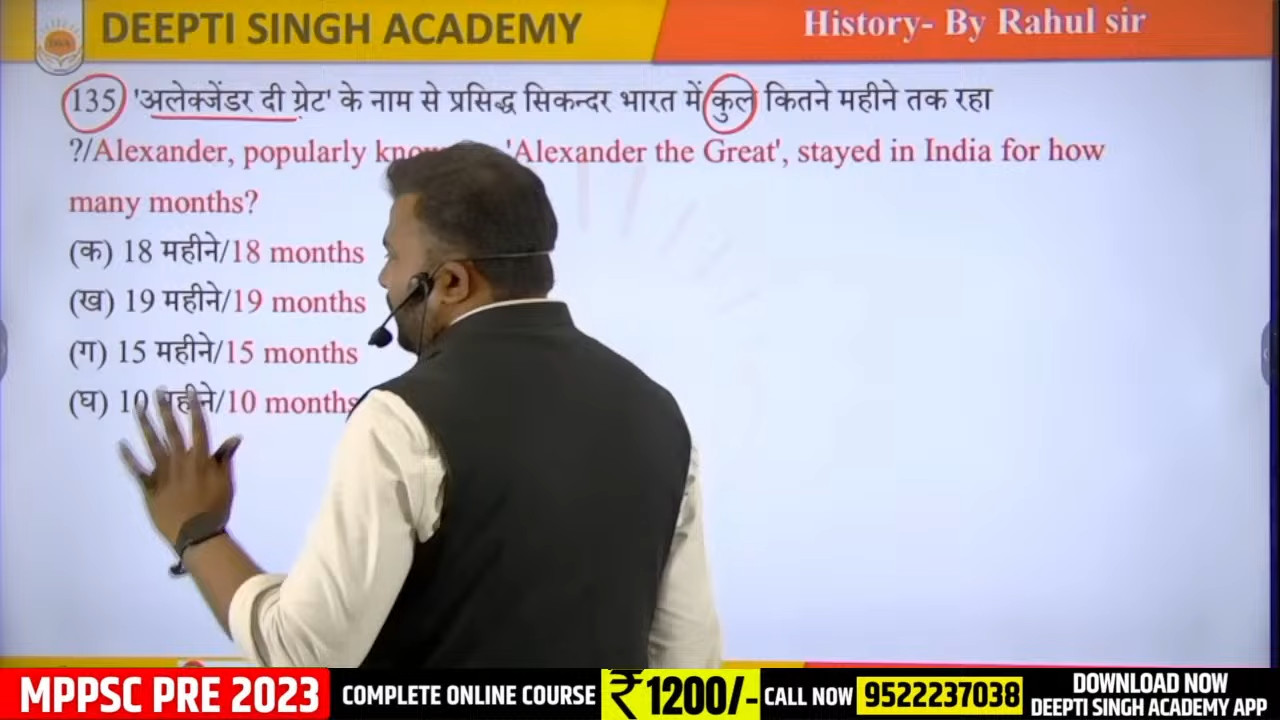 DEEPTI SINGH ACADEMY
History- By Rahul sir
135 'अलेक्जेंडर दी ग्रेट' के नाम से प्रसिद्ध सिकन्दर भारत में कुल कितने महीने तक रहा
?/Alexander, popularly 'Alexander the Great', stayed in India for how
many months?
(क) 18 महीने/18 months
(ख) 19 महीने/19 months
(ग) 15 महीने/15 months
(घ) 10 महीने/10 months
MPPSC PRE 2023 COMPLETE ONLINE COURSE ₹1200/- CALL NOW 9522237038 DOWNLOAD NOW
DEEPTI SINGH ACADEMY APP